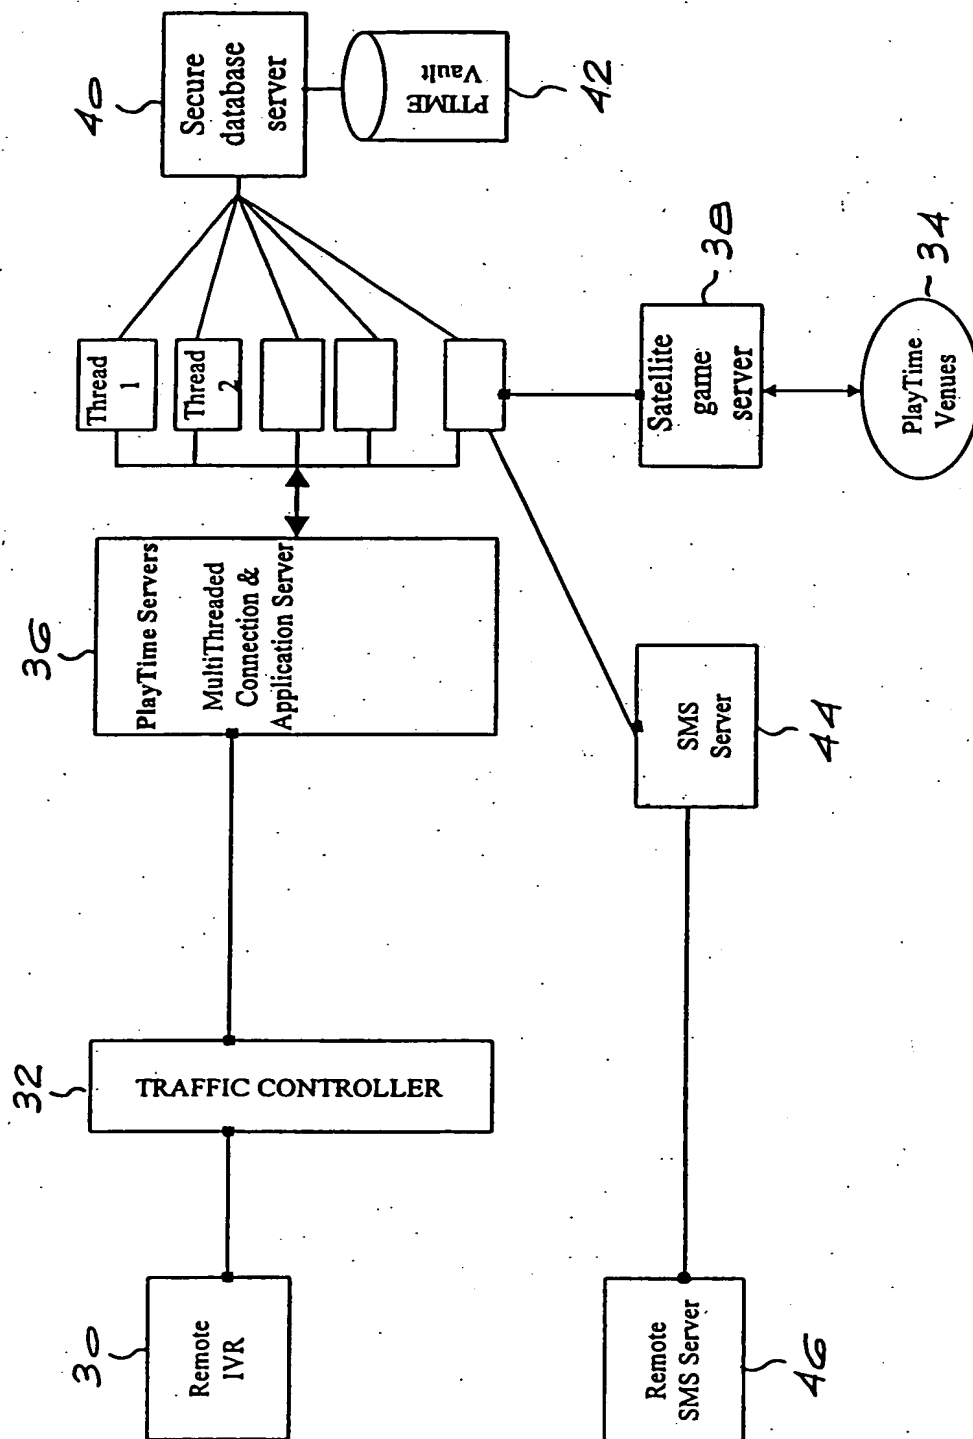 40
Secure
database
server
PTIME
Vault
42
Thread
1
Thread
2
38
Satellite
game
server
34
PlayTime
Venues
36
PlayTime Servers
MultiThreaded
Connection &
Application Server
SMS
Server
44
32
TRAFFIC CONTROLLER
30
Remote
IVR
Remote
SMS Server
46